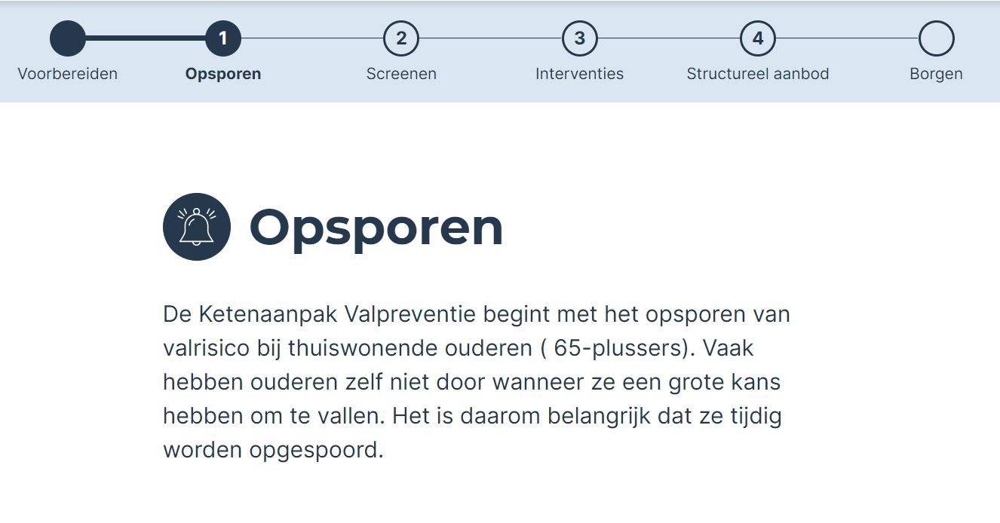 1 2 3 4
Voorbereiden Opsporen Screenen Interventies Structureel aanbod Borgen
Opsporen
De Ketenaanpak Valpreventie begint met het opsporen van
valrisico bij thuiswonende ouderen ( 65-plussers). Vaak
hebben ouderen zelf niet door wanneer ze een grote kans
hebben om te vallen. Het is daarom belangrijk dat ze tijdig
worden opgespoord.